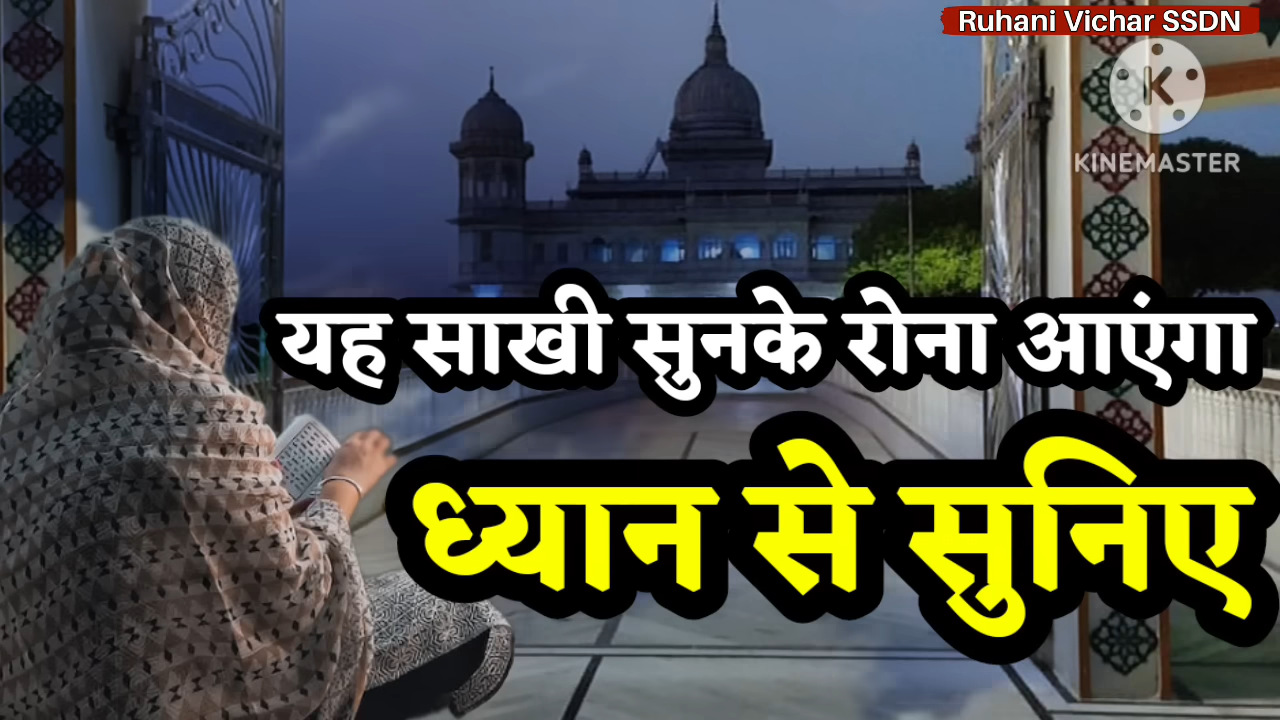 Ruhani Vichar SSDN
KINEMASTER
यह साखी सुनके रोना आएंगा
ध्यान से सुनिए